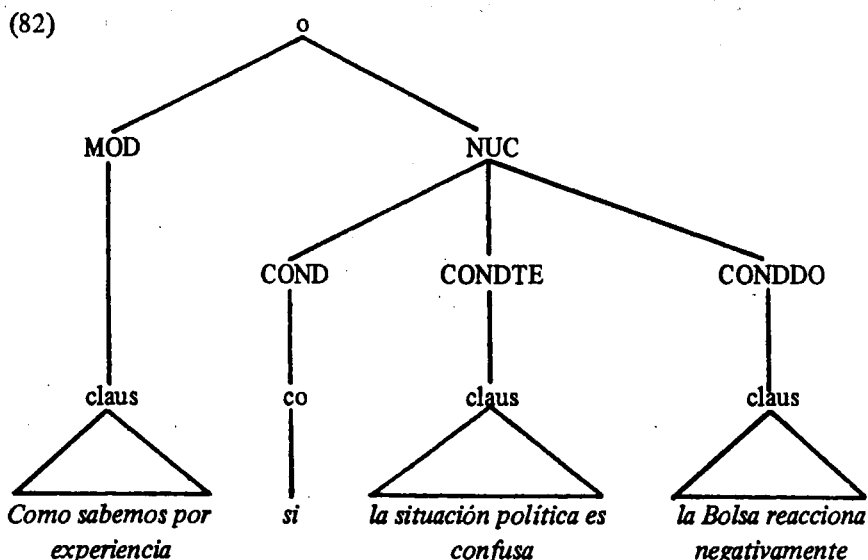 (82)
o
MOD NUC
COND CONDTE CONDDO
claus co claus claus
Como sabemos por si la situación política es la Bolsa reacciona
experiencia confusa negativamente